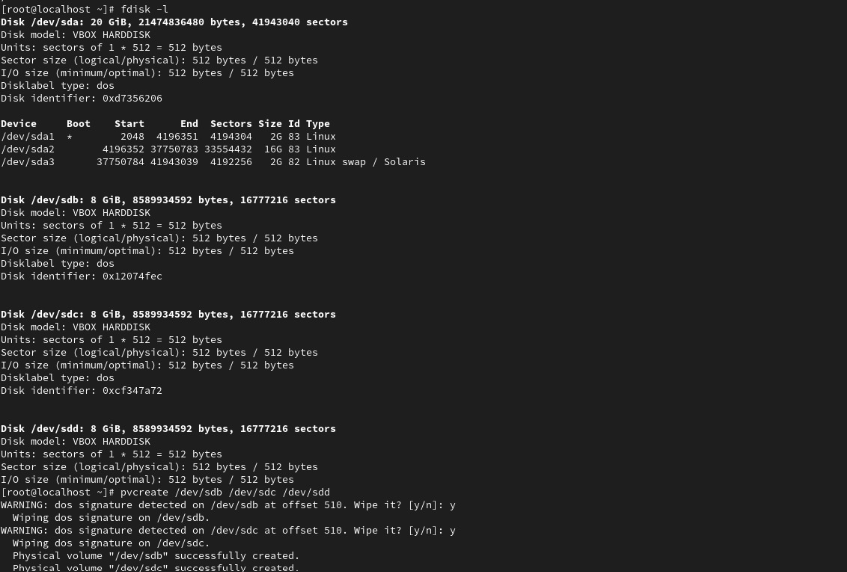 [root@localhost ~]# fdisk -l
Disk /dev/sda: 20 GiB, 21474836480 bytes, 41943040 sectors
Disk model: VBOX HARDDISK
Units: sectors of 1 * 512 = 512 bytes
Sector size (logical/physical): 512 bytes / 512 bytes
I/O size (minimum/optimal): 512 bytes / 512 bytes
Disklabel type: dos
Disk identifier: 0xd7356206
Device     Boot    Start      End  Sectors Size Id Type
/dev/sda1  *        2048  4196351  4194304   2G 83 Linux
/dev/sda2        4196352 37750783 33554432  16G 83 Linux
/dev/sda3       37750784 41943039  4192256   2G 82 Linux swap / Solaris
Disk /dev/sdb: 8 GiB, 8589934592 bytes, 16777216 sectors
Disk model: VBOX HARDDISK
Units: sectors of 1 * 512 = 512 bytes
Sector size (logical/physical): 512 bytes / 512 bytes
I/O size (minimum/optimal): 512 bytes / 512 bytes
Disklabel type: dos
Disk identifier: 0x12074fec
Disk /dev/sdc: 8 GiB, 8589934592 bytes, 16777216 sectors
Disk model: VBOX HARDDISK
Units: sectors of 1 * 512 = 512 bytes
Sector size (logical/physical): 512 bytes / 512 bytes
I/O size (minimum/optimal): 512 bytes / 512 bytes
Disklabel type: dos
Disk identifier: 0xcf347a72
Disk /dev/sdd: 8 GiB, 8589934592 bytes, 16777216 sectors
Disk model: VBOX HARDDISK
Units: sectors of 1 * 512 = 512 bytes
Sector size (logical/physical): 512 bytes / 512 bytes
I/O size (minimum/optimal): 512 bytes / 512 bytes
[root@localhost ~]# pvcreate /dev/sdb /dev/sdc /dev/sdd
WARNING: dos signature detected on /dev/sdb at offset 510. Wipe it? [y/n]: y
  Wiping dos signature on /dev/sdb.
WARNING: dos signature detected on /dev/sdc at offset 510. Wipe it? [y/n]: y
  Wiping dos signature on /dev/sdc.
  Physical volume "/dev/sdb" successfully created.
  Physical volume "/dev/sdc" successfully created.